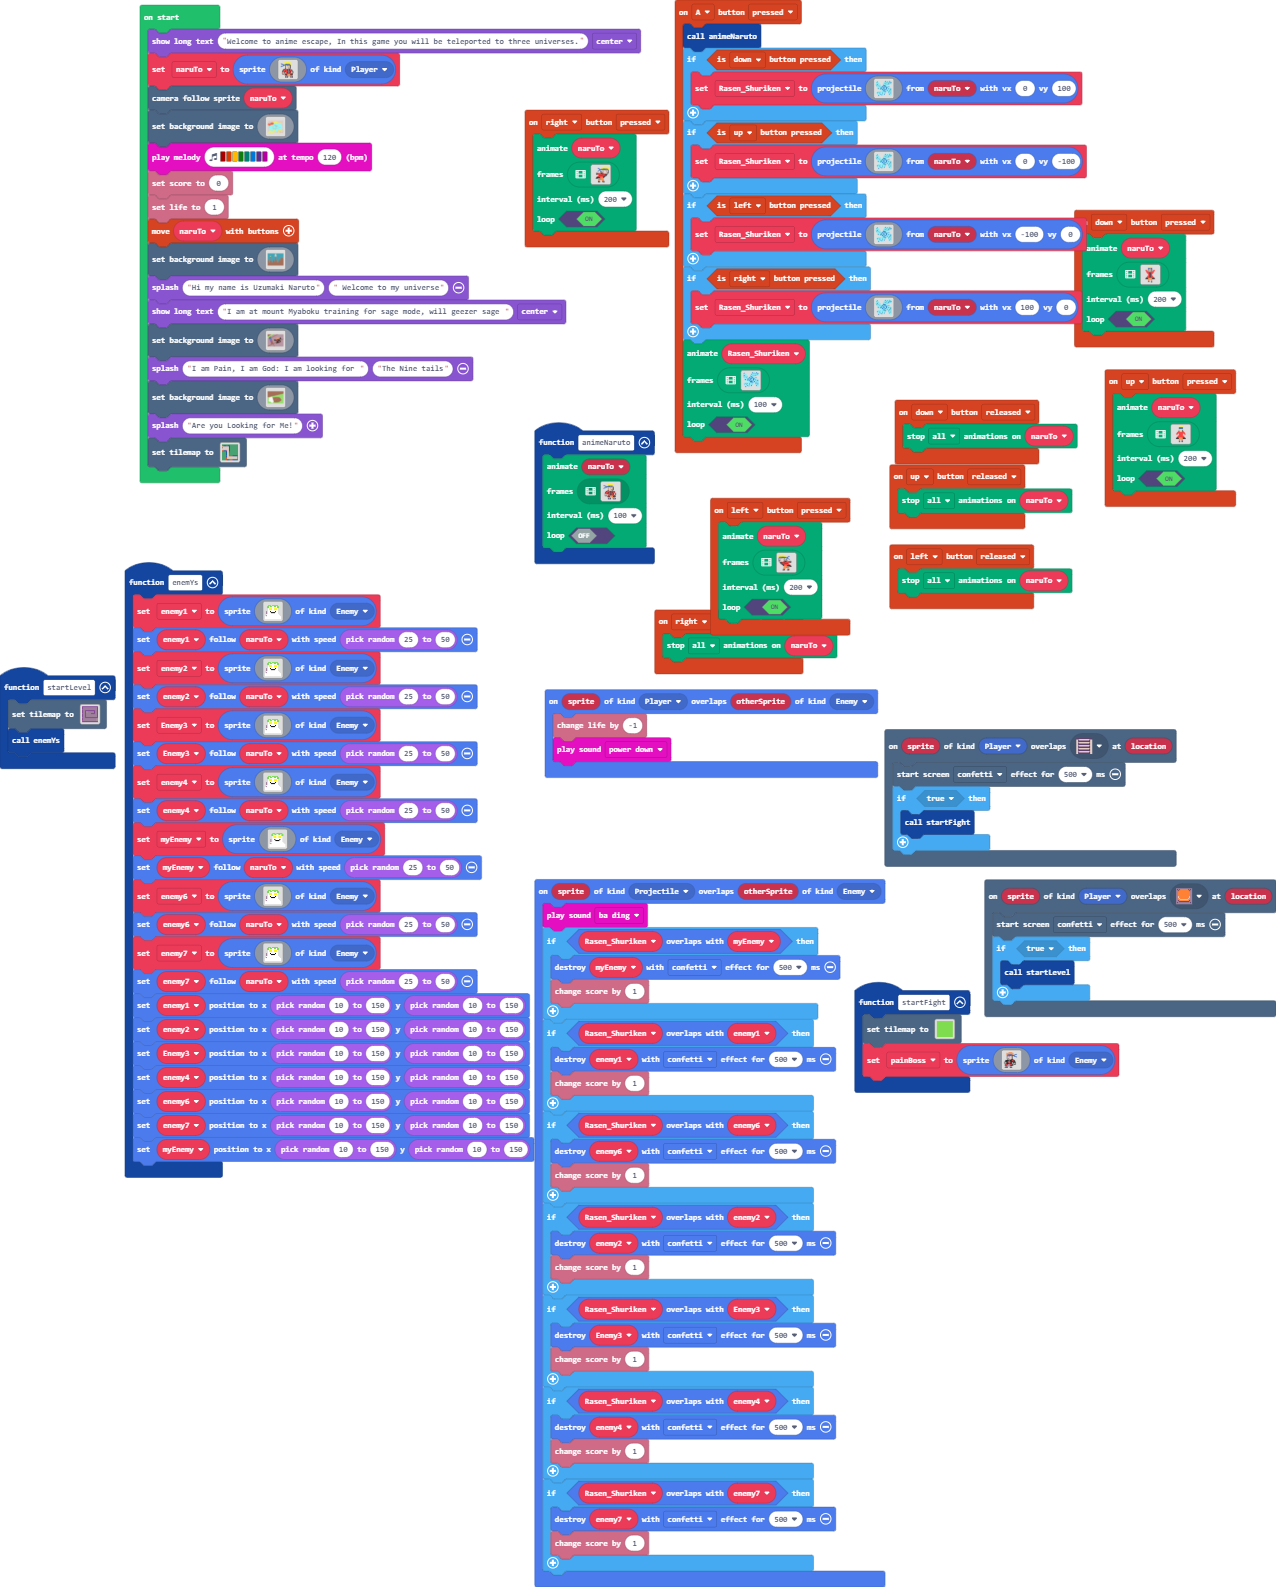 on start
show long text "Welcome to anime escape, In this game you will be teleported to three universes." center
set naruTo to sprite of kind Player
camera follow sprite naruTo
set background image to
play melody at tempo 120 (bpm)
set score to 0
set life to 1
move naruTo with buttons
set background image to
splash "Hi my name is Uzumaki Naruto" " Welcome to my universe"
show long text "I am at mount Myaboku training for sage mode, will geezer sage " center
set background image to
splash "I am Pain, I am God: I am looking for " "The Nine tails"
set background image to
splash "Are you Looking for Me!"
set tilemap to
on right button pressed
animate naruTo
frames
interval (ms) 200
loop ON
on A button pressed
call animeNaruto
if is down button pressed then
set Rasen_Shuriken to projectile from naruTo with vx 0 vy 100
if is up button pressed then
set Rasen_Shuriken to projectile from naruTo with vx 0 vy -100
if is left button pressed then
set Rasen_Shuriken to projectile from naruTo with vx -100 vy 0
if is right button pressed then
set Rasen_Shuriken to projectile from naruTo with vx 100 vy 0
animate Rasen_Shuriken
frames
interval (ms) 100
loop ON
down button pressed
animate naruTo
frames
interval (ms) 200
loop ON
on up button pressed
animate naruTo
frames
interval (ms) 200
loop ON
on down button released
stop all animations on naruTo
on up button released
stop all animations on naruTo
on left button released
stop all animations on naruTo
function animeNaruto
animate naruTo
frames
interval (ms) 100
loop OFF
on left button pressed
animate naruTo
frames
interval (ms) 200
loop ON
on right
stop all animations on naruTo
function enemYs
set enemy1 to sprite of kind Enemy
set enemy1 follow naruTo with speed pick random 25 to 50
set enemy2 to sprite of kind Enemy
set enemy2 follow naruTo with speed pick random 25 to 50
set Enemy3 to sprite of kind Enemy
set Enemy3 follow naruTo with speed pick random 25 to 50
set enemy4 to sprite of kind Enemy
set enemy4 follow naruTo with speed pick random 25 to 50
set myEnemy to sprite of kind Enemy
set myEnemy follow naruTo with speed pick random 25 to 50
set enemy6 to sprite of kind Enemy
set enemy6 follow naruTo with speed pick random 25 to 50
set enemy7 to sprite of kind Enemy
set enemy7 follow naruTo with speed pick random 25 to 50
set enemy1 position to x pick random 10 to 150 y pick random 10 to 150
set enemy2 position to x pick random 10 to 150 y pick random 10 to 150
set Enemy3 position to x pick random 10 to 150 y pick random 10 to 150
set enemy4 position to x pick random 10 to 150 y pick random 10 to 150
set enemy6 position to x pick random 10 to 150 y pick random 10 to 150
set enemy7 position to x pick random 10 to 150 y pick random 10 to 150
set myEnemy position to x pick random 10 to 150 y pick random 10 to 150
function startLevel
set tilemap to
call enemYs
on sprite of kind Player overlaps otherSprite of kind Enemy
change life by -1
play sound power down
on sprite of kind Player overlaps at location
start screen confetti effect for 500 ms
if true then
call startFight
on sprite of kind Projectile overlaps otherSprite of kind Enemy
play sound ba ding
if Rasen_Shuriken overlaps with myEnemy then
destroy myEnemy with confetti effect for 500 ms
change score by 1
if Rasen_Shuriken overlaps with enemy1 then
destroy enemy1 with confetti effect for 500 ms
change score by 1
if Rasen_Shuriken overlaps with enemy6 then
destroy enemy6 with confetti effect for 500 ms
change score by 1
if Rasen_Shuriken overlaps with enemy2 then
destroy enemy2 with confetti effect for 500 ms
change score by 1
if Rasen_Shuriken overlaps with Enemy3 then
destroy Enemy3 with confetti effect for 500 ms
change score by 1
if Rasen_Shuriken overlaps with enemy4 then
destroy enemy4 with confetti effect for 500 ms
change score by 1
if Rasen_Shuriken overlaps with enemy7 then
destroy enemy7 with confetti effect for 500 ms
change score by 1
on sprite of kind Player overlaps at location
start screen confetti effect for 500 ms
if true then
call startLevel
function startFight
set tilemap to
set painBoss to sprite of kind Enemy